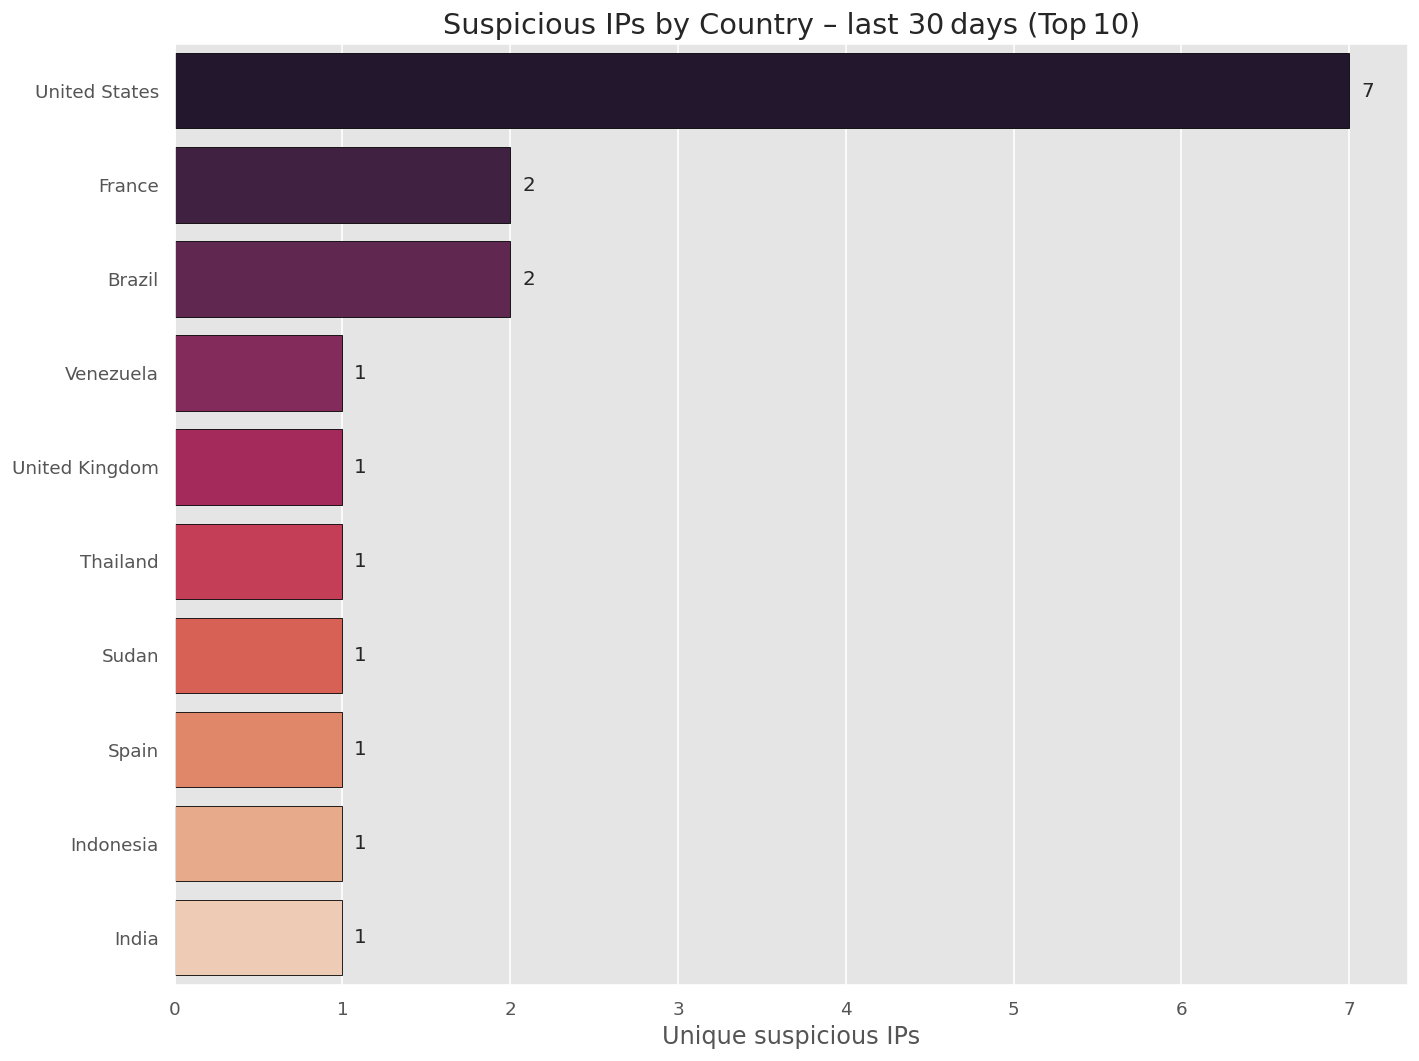 Suspicious IPs by Country – last 30 days (Top 10)
United States 7
France 2
Brazil 2
Venezuela 1
United Kingdom 1
Thailand 1
Sudan 1
Spain 1
Indonesia 1
India 1
0 1 2 3 4 5 6 7
Unique suspicious IPs